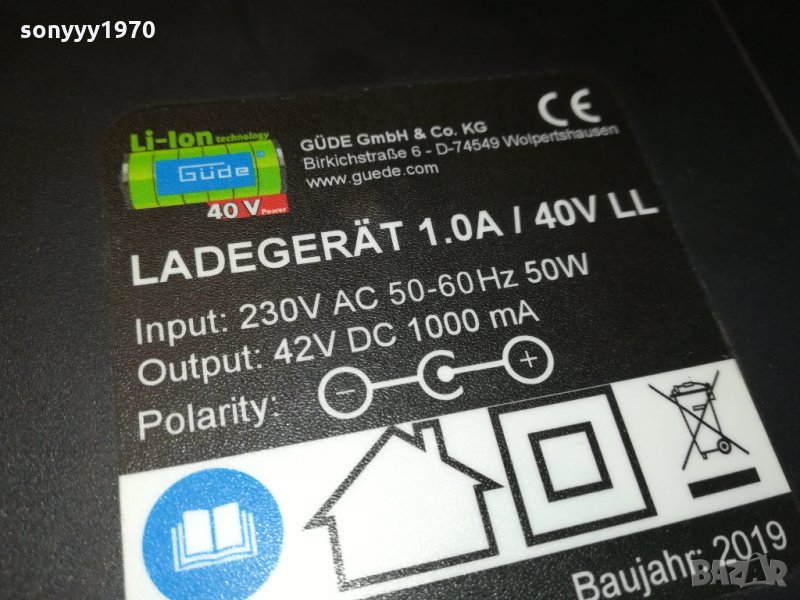 sonyyy1970
Li-Ion technology
Güde
40 V Power
CE
GÜDE GmbH & Co. KG
Birkichstraße 6 - D-74549 Wolpertshausen
www.guede.com
LADEGERÄT 1.0A / 40V LL
Input: 230V AC 50-60Hz 50W
Output: 42V DC 1000 mA
Polarity: − +
Baujahr: 2019
BAZAR